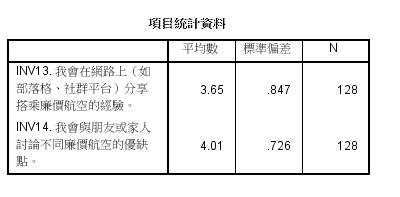 項目統計資料
平均數 標準偏差 N
INV13. 我會在網路上（如
部落格、社群平台）分享
搭乘廉價航空的經驗。
3.65 .847 128
INV14. 我會與朋友或家人
討論不同廉價航空的優缺
點。
4.01 .726 128